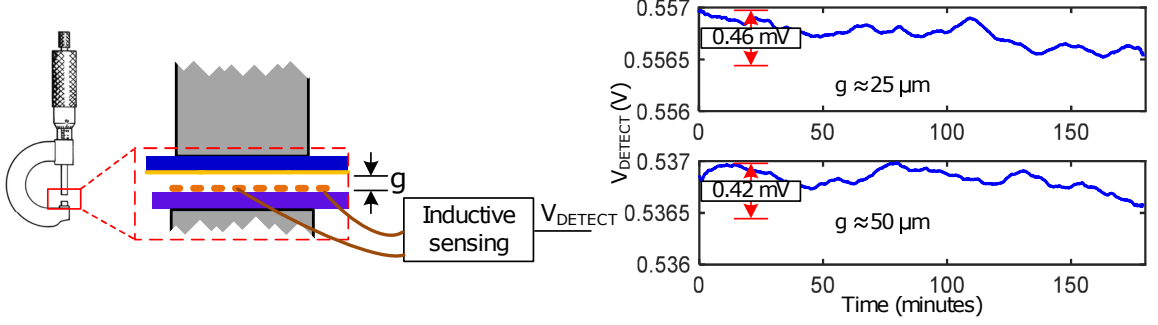 g
Inductive
sensing
V_DETECT
V_DETECT (V)
0.557
0.5565
0.556
0.46 mV
g ≈ 25 µm
0
50
100
150
0.537
0.5365
0.536
0.42 mV
g ≈ 50 µm
0
50
100
150
Time (minutes)